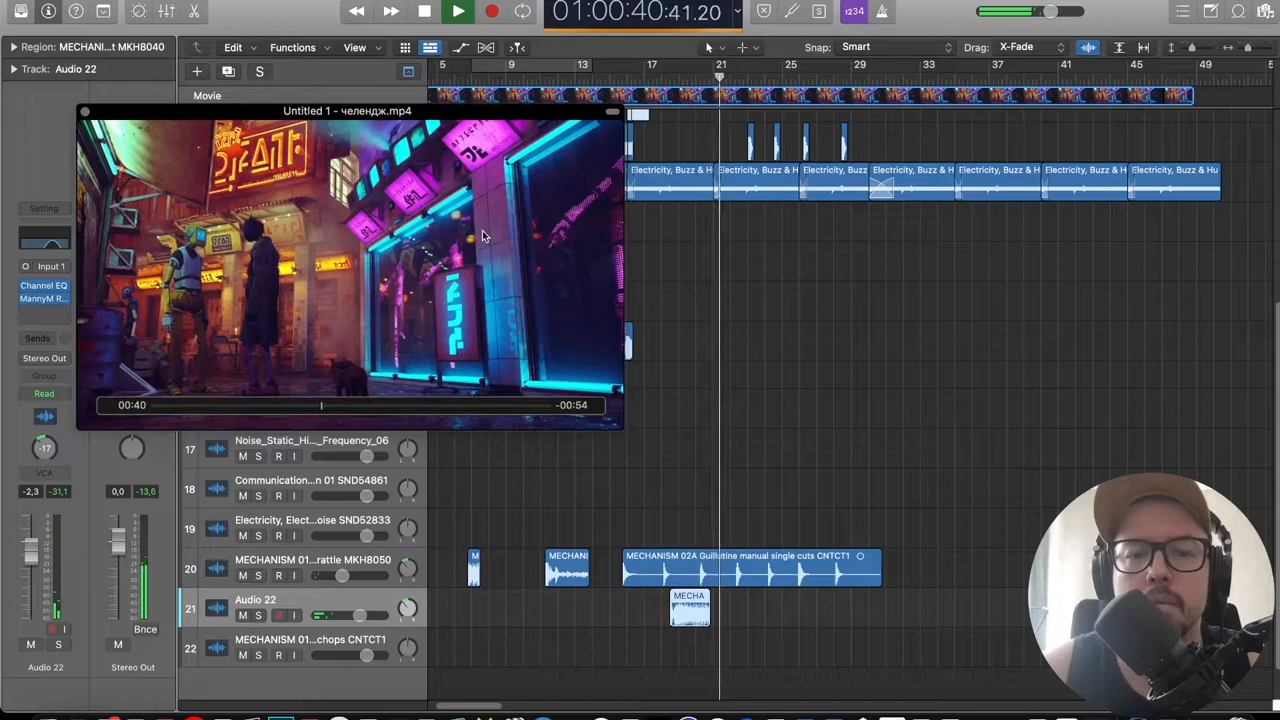 01:00:40:41.20
1234
Region: MECHANI...t MKH8040
Edit
Functions
View
Snap:
Smart
Drag:
X-Fade
Track: Audio 22
S
5
9
13
17
21
25
29
33
37
41
45
49
Movie
Untitled 1 - челендж.mp4
Electricity, Buzz & Hu
Electricity, Buzz & H
Electricity, Buzz
Electricity, Buzz & H
Electricity, Buzz & H
Electricity, Buzz & H
Electricity, Buzz & Hu
Setting
Input 1
Channel EQ
MannyM R...
Sends
Stereo Out
Group
Read
00:40
-00:54
-17
VCA
-2,3
-31,1
0,0
-13,6
17
Noise_Static_Hi..._Frequency_06
M S R I
L R
18
Communication...n 01 SND54861
M S R I
L R
19
Electricity, Elect...oise SND52833
M S R I
L R
20
MECHANISM 01...rattle MKH8050
M S R I
L R
M
MECHANI
MECHANISM 02A Guillotine manual single cuts CNTCT1
21
Audio 22
M S R I
L R
MECHA
22
MECHANISM 01...chops CNTCT1
M S R I
L R
R I
Bnce
M S
M
Audio 22
Stereo Out